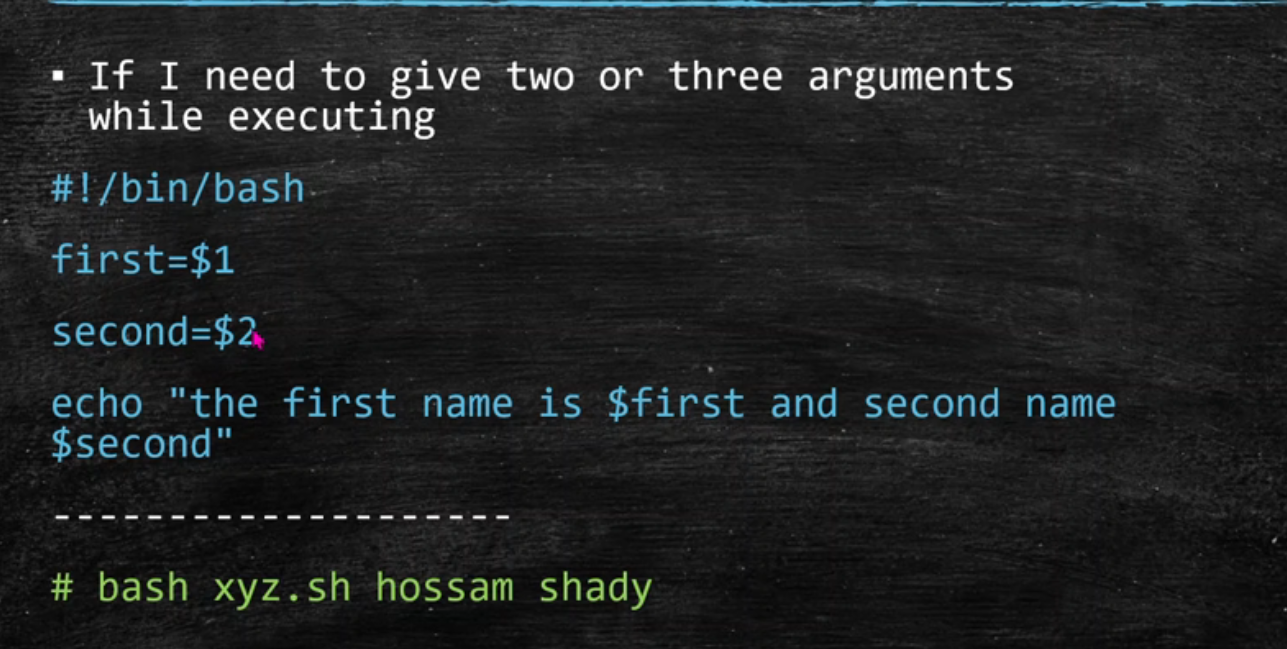 ▪ If I need to give two or three arguments
while executing
#!/bin/bash
first=$1
second=$2
echo "the first name is $first and second name
$second"
--------------------
# bash xyz.sh hossam shady